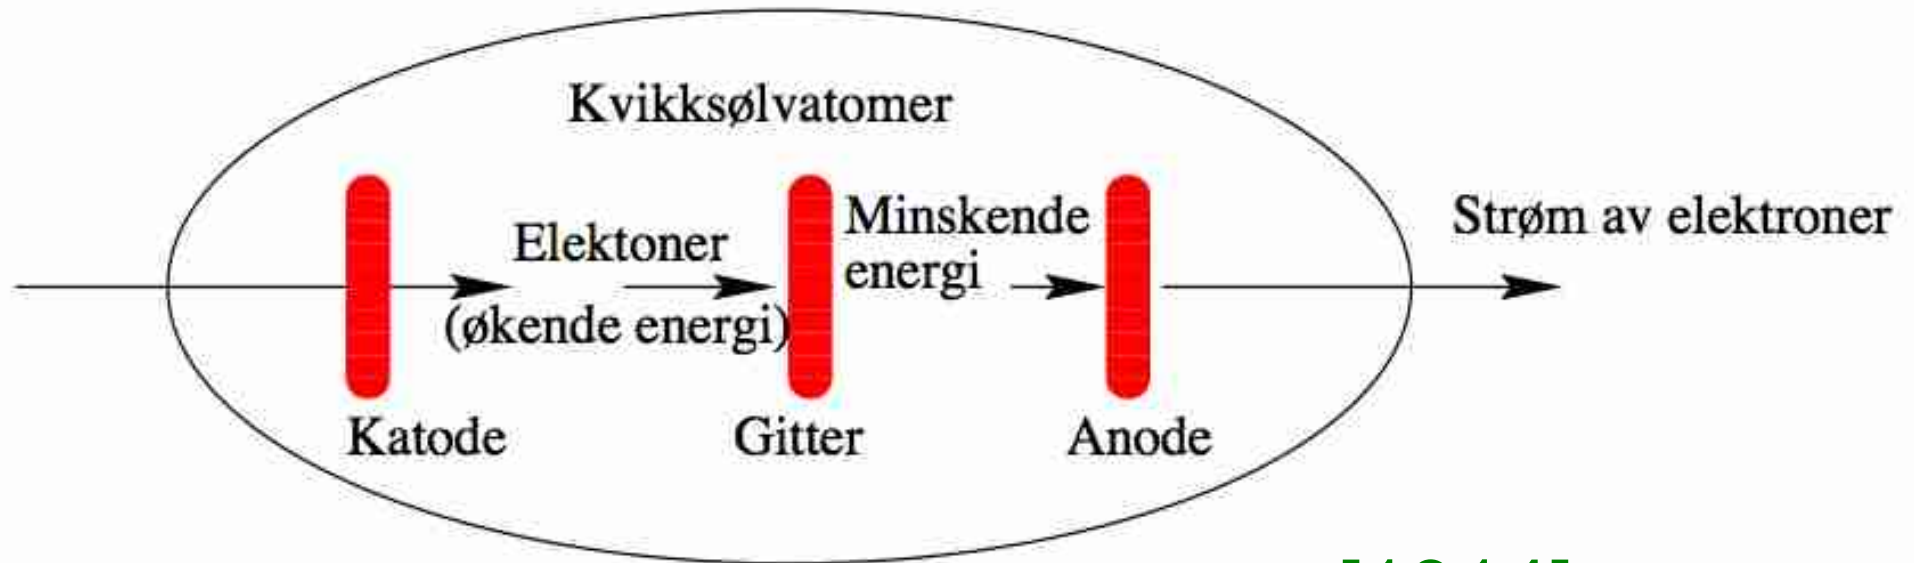 Kvikksølvatomer
Elektoner
(økende energi)
Minskende
energi
Strøm av elektroner
Katode
Gitter
Anode